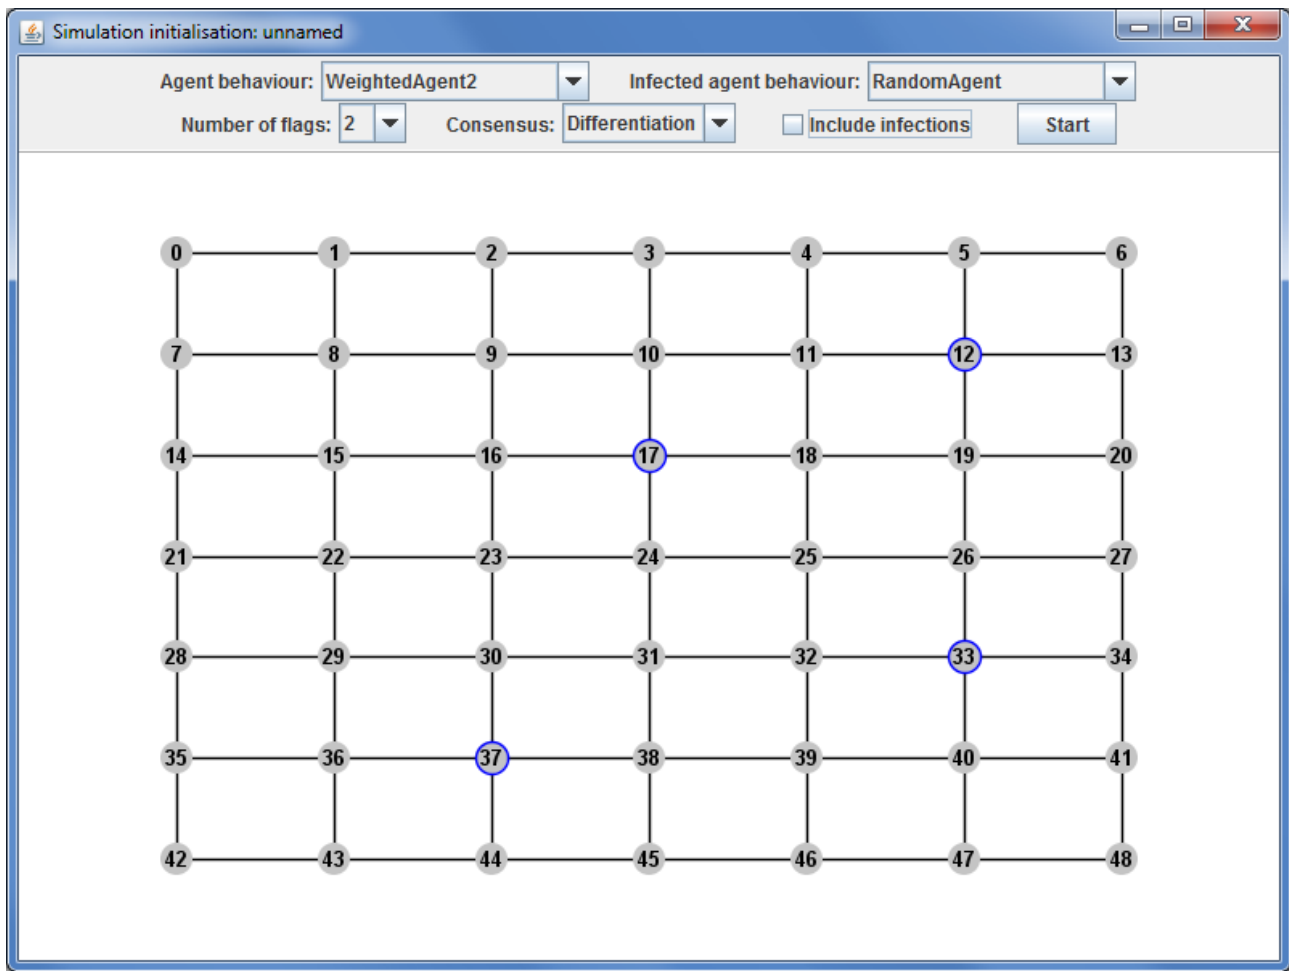 Simulation initialisation: unnamed
Agent behaviour: WeightedAgent2 Infected agent behaviour: RandomAgent
Number of flags: 2 Consensus: Differentiation Include infections Start
0 1 2 3 4 5 6
7 8 9 10 11 12 13
14 15 16 17 18 19 20
21 22 23 24 25 26 27
28 29 30 31 32 33 34
35 36 37 38 39 40 41
42 43 44 45 46 47 48